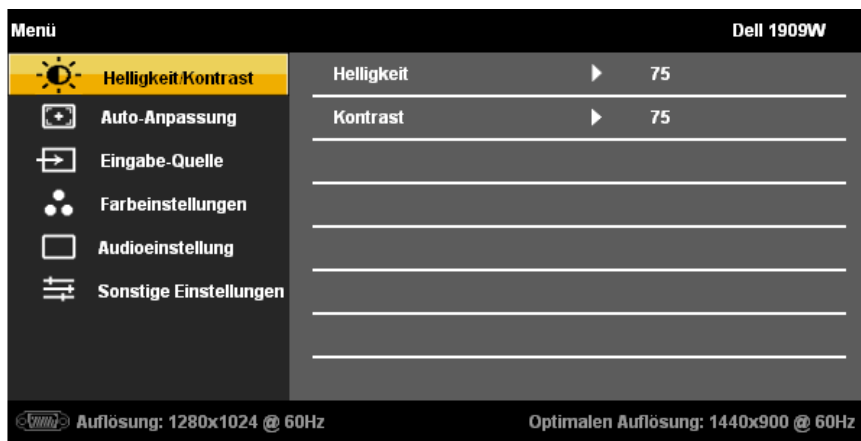 Menü Dell 1909W
Helligkeit/Kontrast Helligkeit 75
Auto-Anpassung Kontrast 75
Eingabe-Quelle
Farbeinstellungen
Audioeinstellung
Sonstige Einstellungen
Auflösung: 1280x1024 @ 60Hz Optimalen Auflösung: 1440x900 @ 60Hz